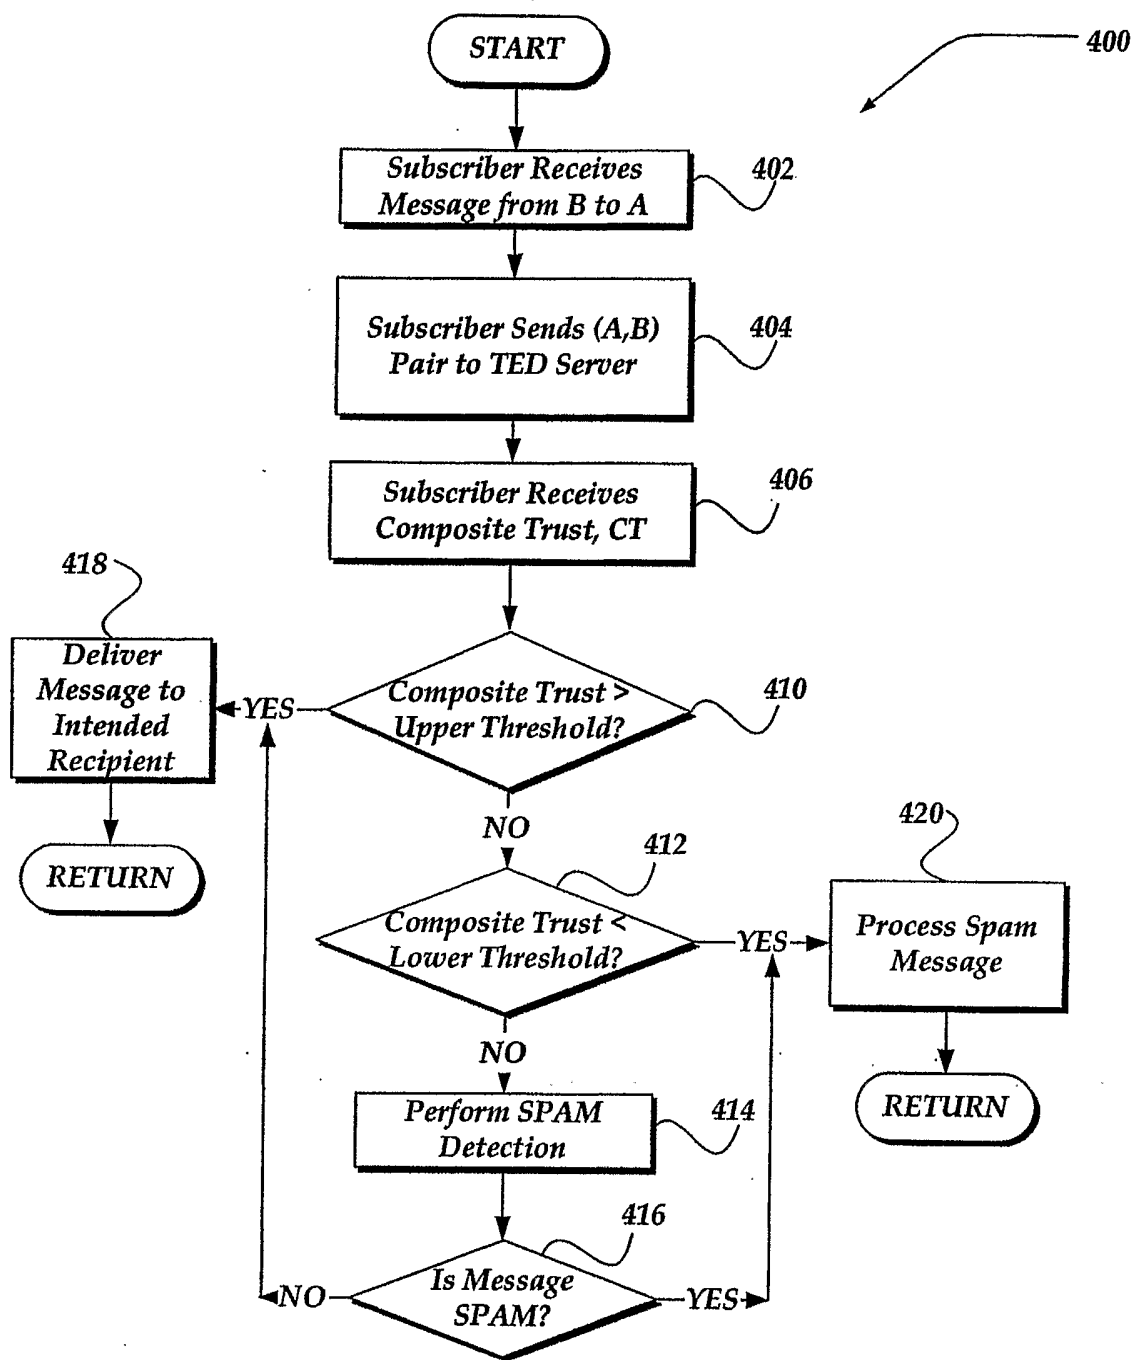 START
400
Subscriber Receives
Message from B to A
402
Subscriber Sends (A,B)
Pair to TED Server
404
Subscriber Receives
Composite Trust, CT
406
418
Deliver
Message to
Intended
Recipient
YES
Composite Trust >
Upper Threshold?
410
RETURN
NO
412
420
Composite Trust <
Lower Threshold?
YES
Process Spam
Message
NO
RETURN
Perform SPAM
Detection
414
416
Is Message
SPAM?
NO
YES